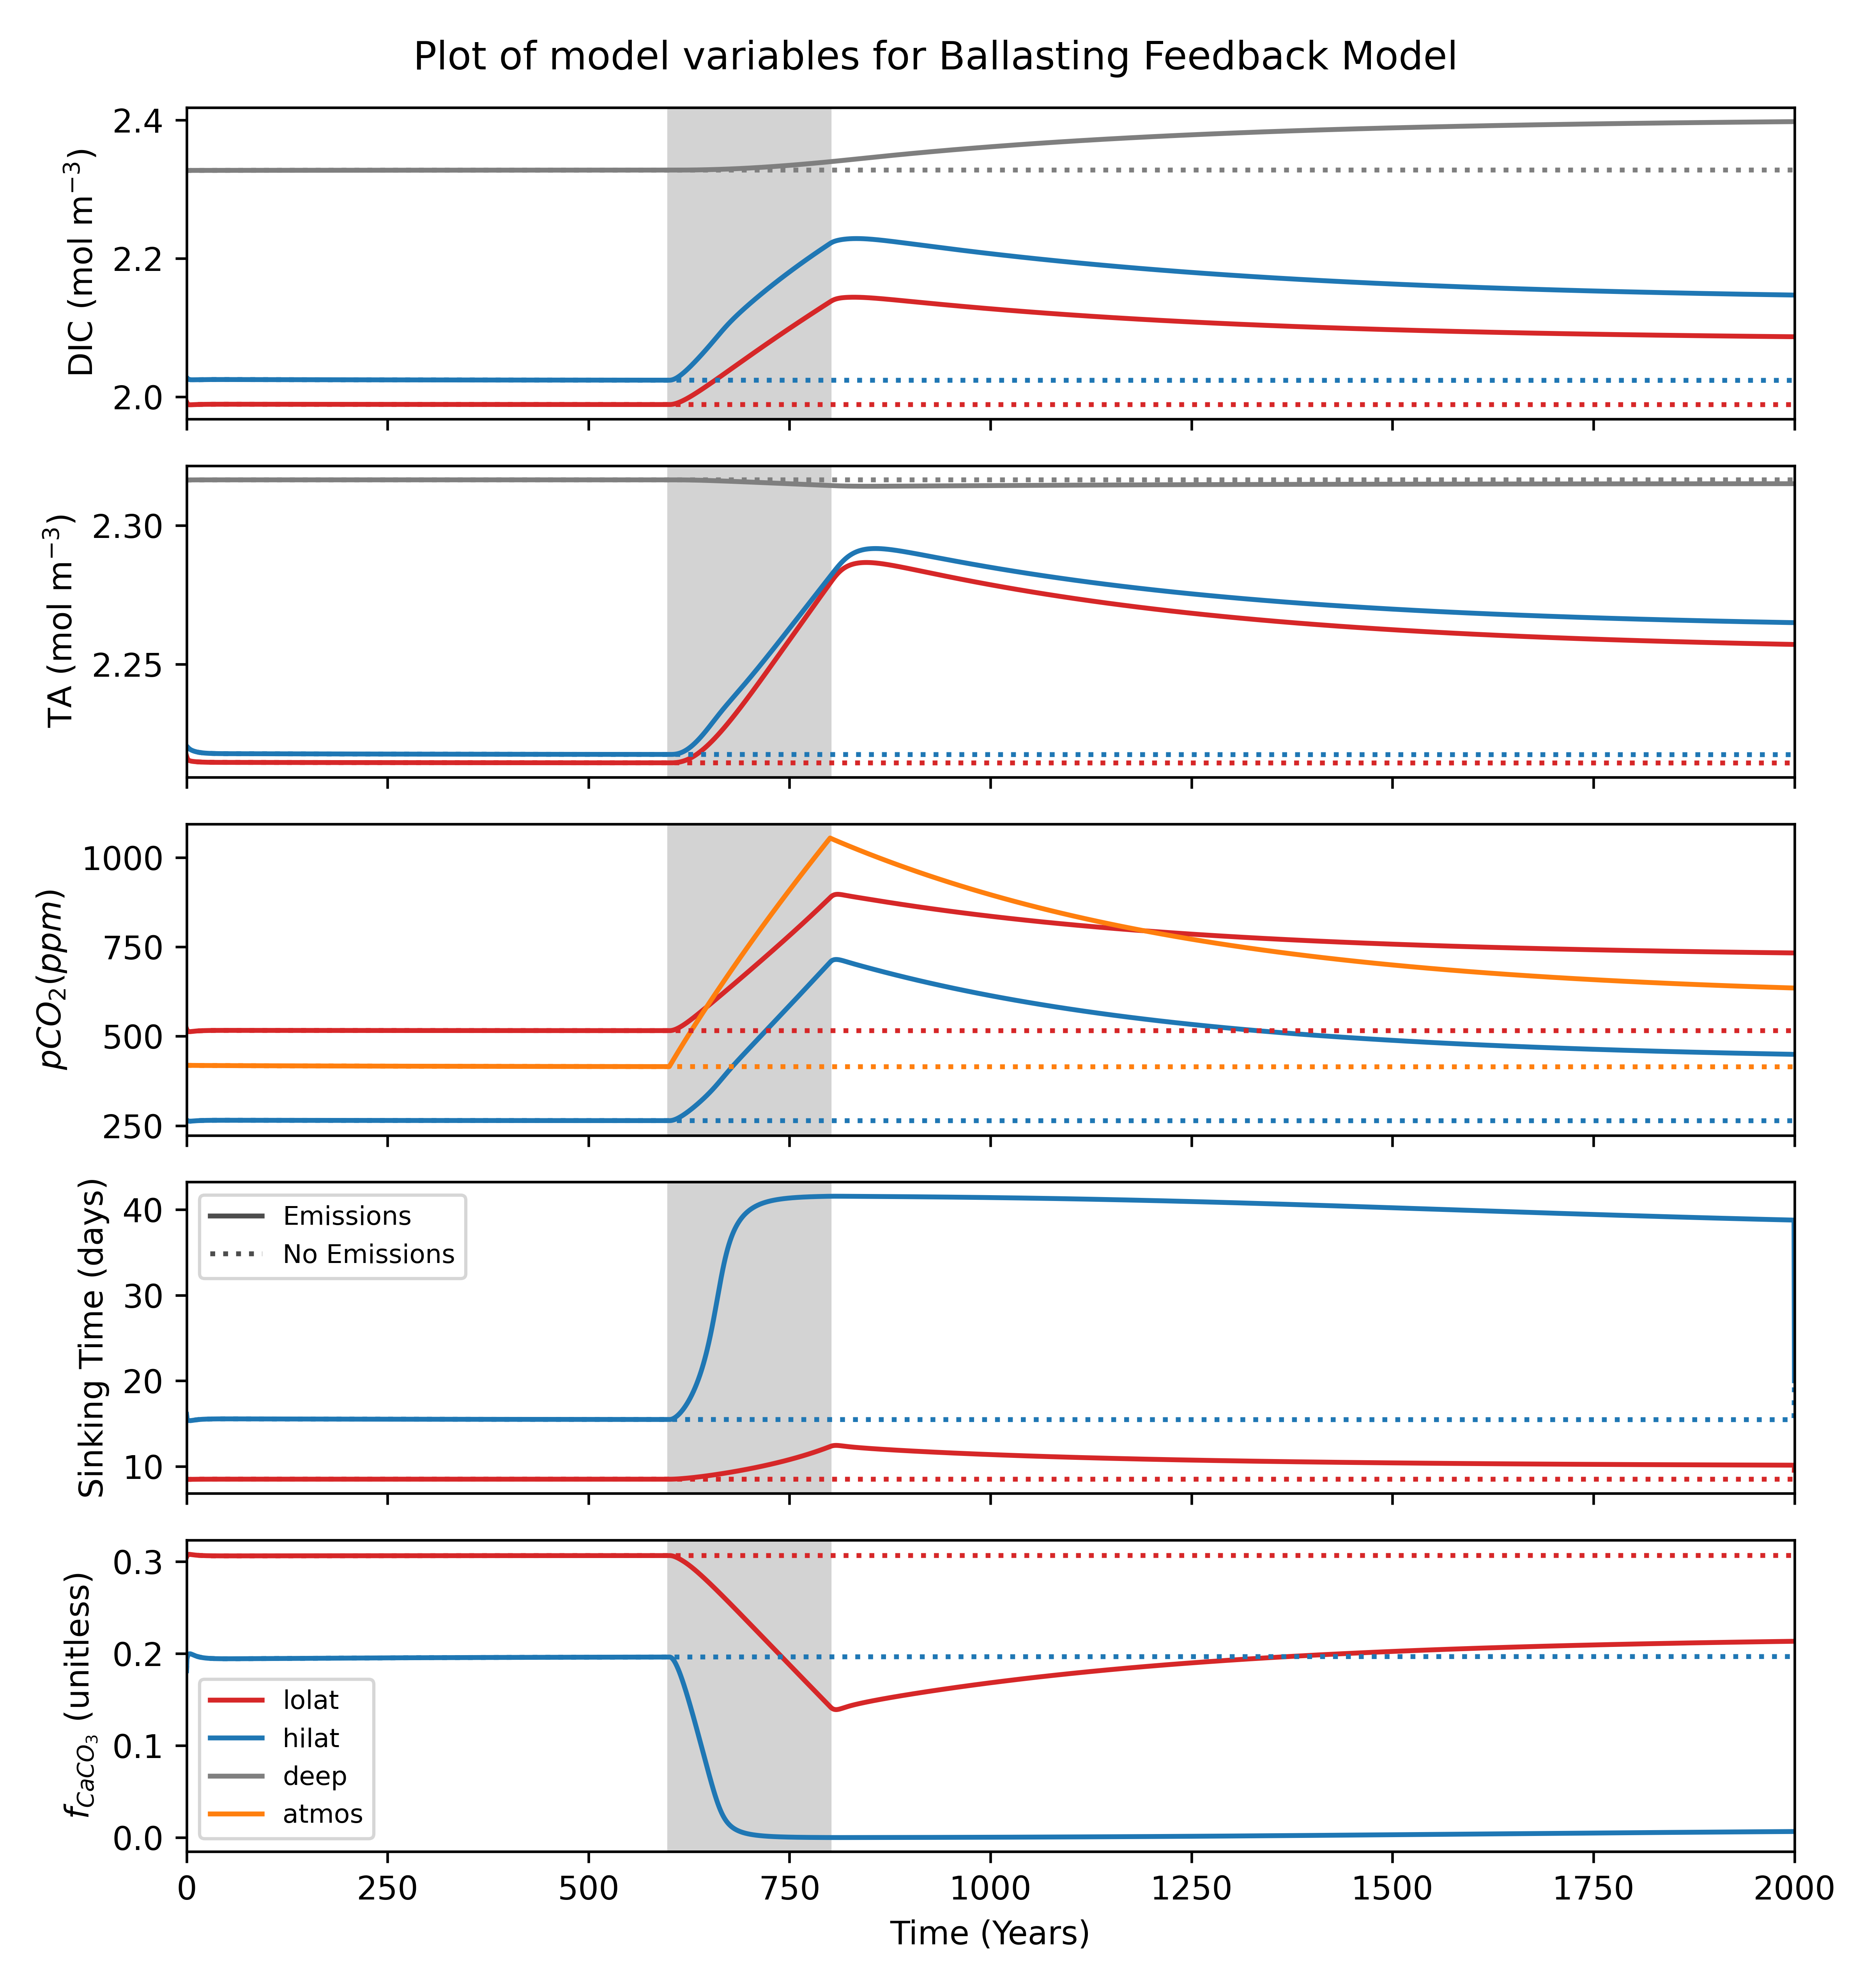 Plot of model variables for Ballasting Feedback Model
2.4
2.2
2.0
DIC (mol m⁻³)
2.30
2.25
TA (mol m⁻³)
1000
750
500
250
pCO₂(ppm)
40
30
20
10
Sinking Time (days)
Emissions
No Emissions
0.3
0.2
0.1
0.0
f_CaCO₃ (unitless)
lolat
hilat
deep
atmos
0 250 500 750 1000 1250 1500 1750 2000
Time (Years)